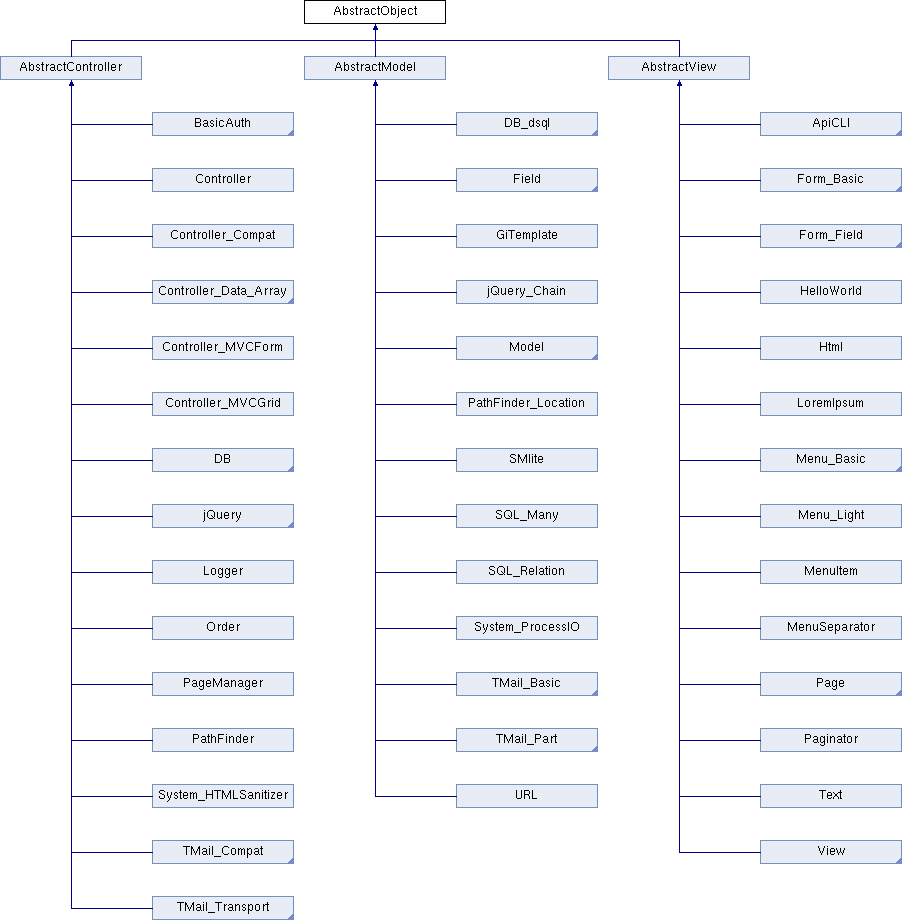 AbstractObject
AbstractController
AbstractModel
AbstractView
BasicAuth
DB_dsql
ApiCLI
Controller
Field
Form_Basic
Controller_Compat
GiTemplate
Form_Field
Controller_Data_Array
jQuery_Chain
HelloWorld
Controller_MVCForm
Model
Html
Controller_MVCGrid
PathFinder_Location
LoremIpsum
DB
SMlite
Menu_Basic
jQuery
SQL_Many
Menu_Light
Logger
SQL_Relation
MenuItem
Order
System_ProcessIO
MenuSeparator
PageManager
TMail_Basic
Page
PathFinder
TMail_Part
Paginator
System_HTMLSanitizer
URL
Text
TMail_Compat
View
TMail_Transport